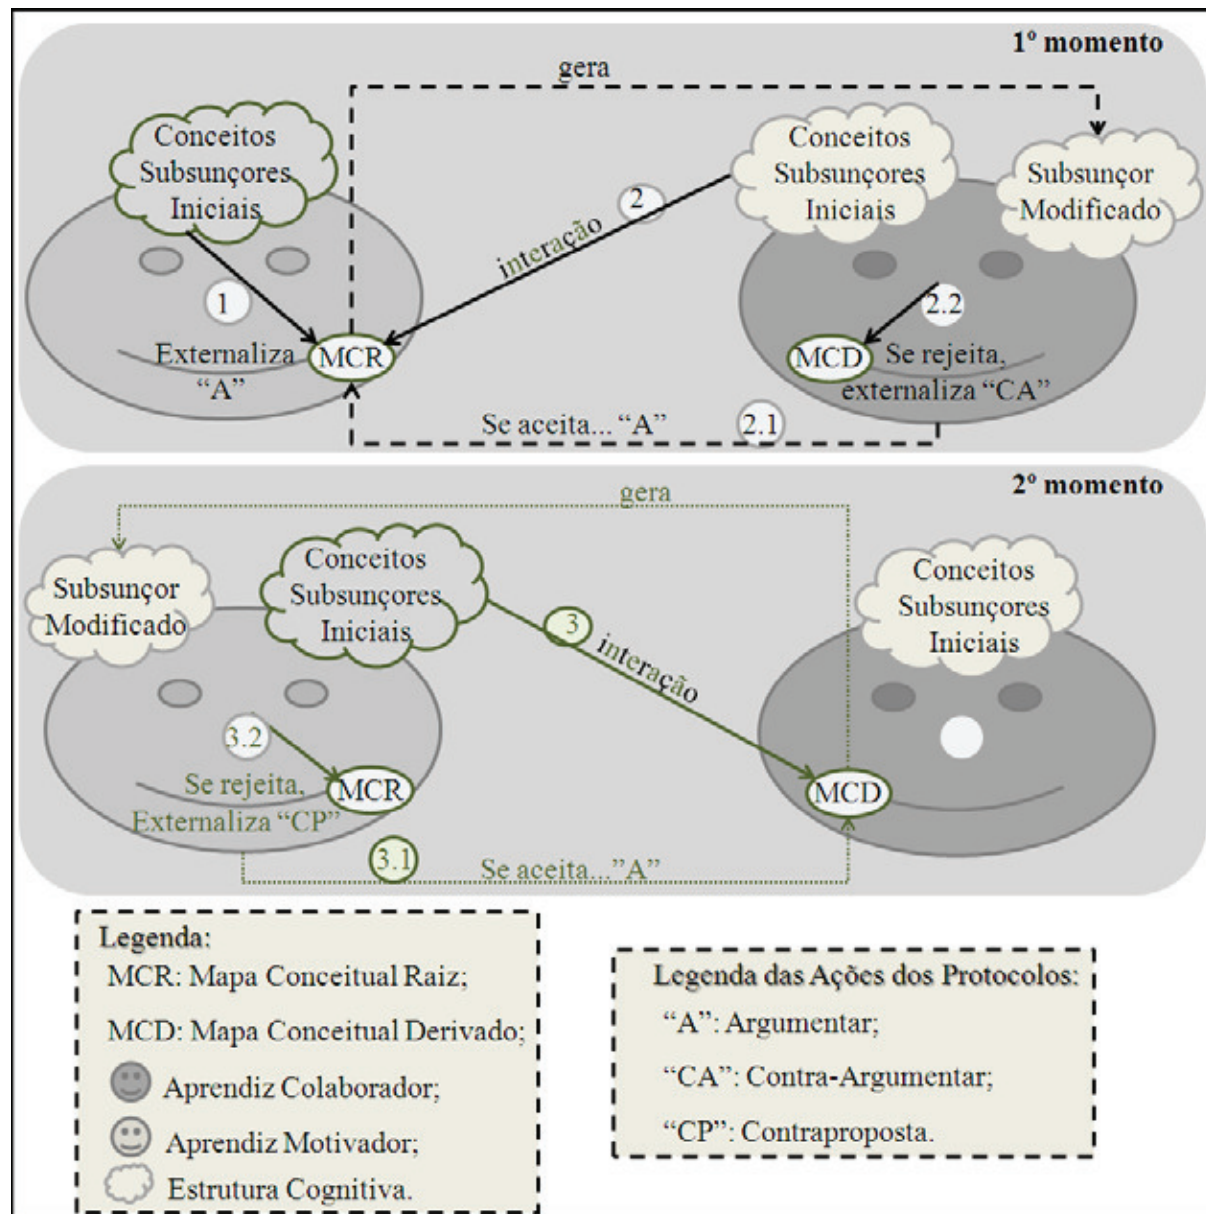 1º momento
gera
Conceitos
Subsunçores
Iniciais
Conceitos
Subsunçores
Iniciais
Subsunçor
Modificado
2
interação
1
2.2
Externaliza
“A”
MCR
MCD
Se rejeita,
externaliza “CA”
Se aceita... “A”
2.1
2º momento
gera
Subsunçor
Modificado
Conceitos
Subsunçores
Iniciais
Conceitos
Subsunçores
Iniciais
3
interação
3.2
Se rejeita,
Externaliza “CP”
MCR
MCD
3.1
Se aceita...”A”
Legenda:
MCR: Mapa Conceitual Raiz;
MCD: Mapa Conceitual Derivado;
Aprendiz Colaborador;
Aprendiz Motivador;
Estrutura Cognitiva.
Legenda das Ações dos Protocolos:
“A”: Argumentar;
“CA”: Contra-Argumentar;
“CP”: Contraproposta.